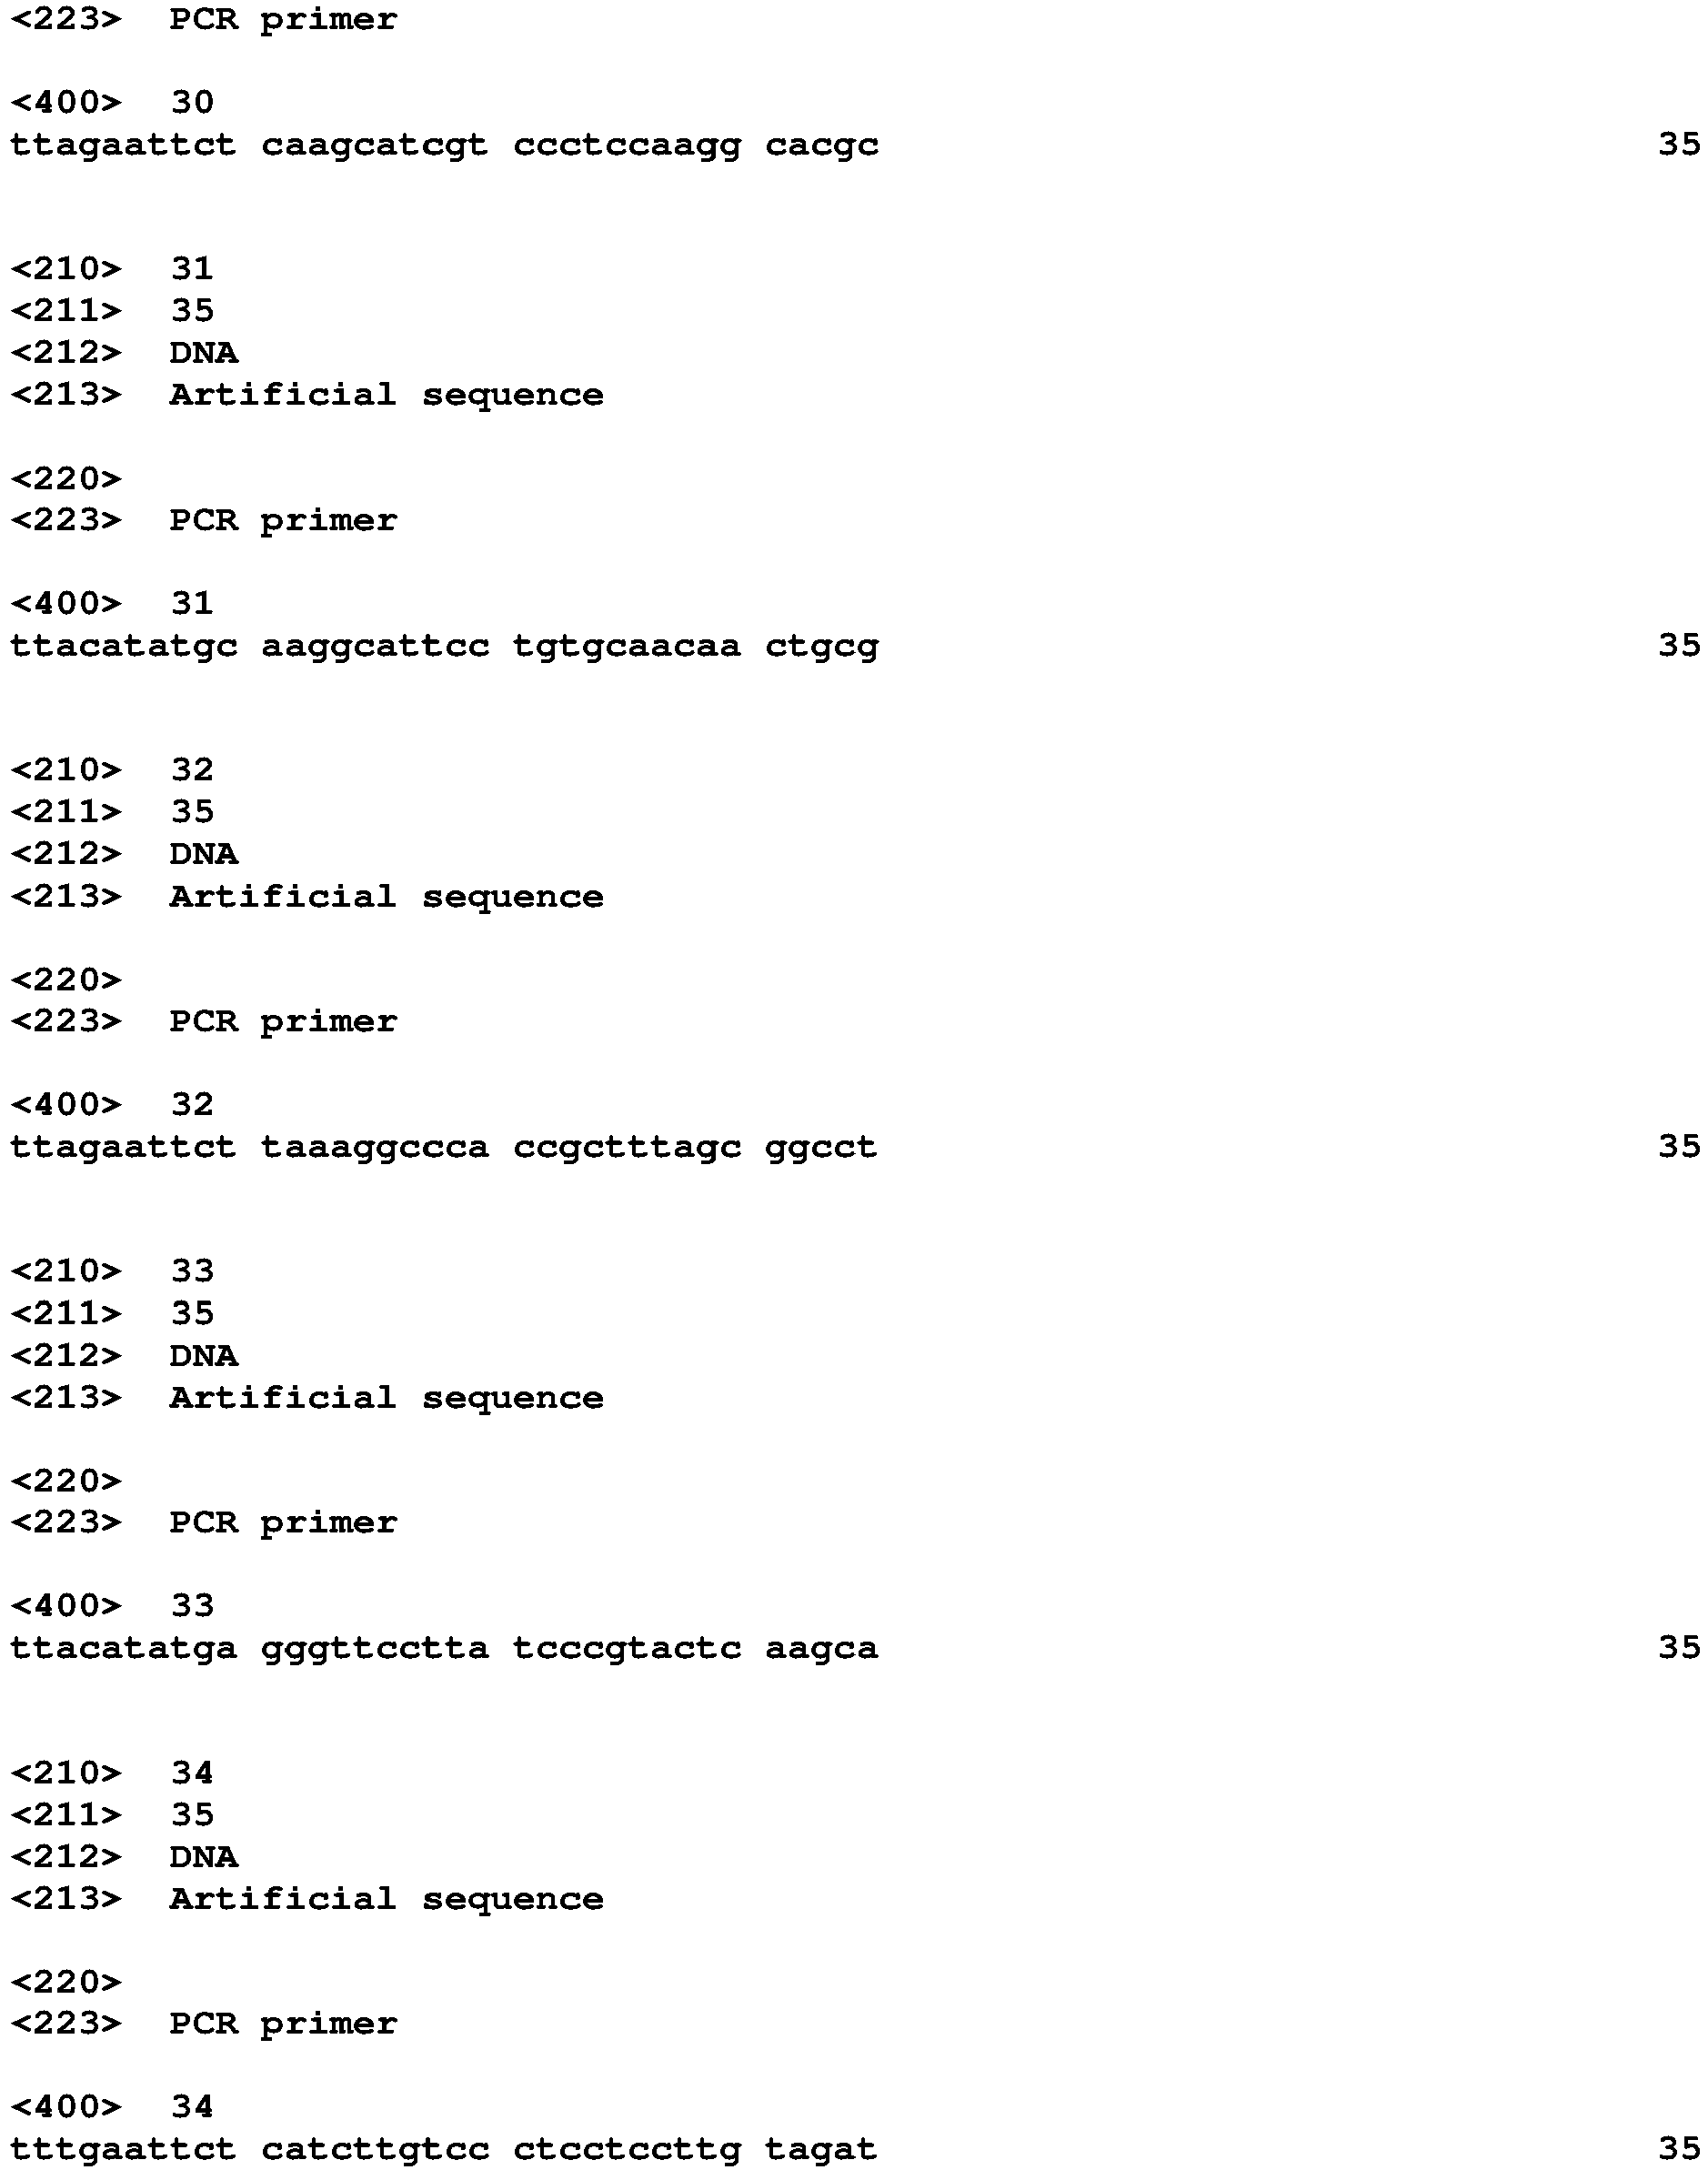 <223>  PCR primer
<400>  30
ttagaattct caagcatcgt ccctccaagg cacgc 35
<210>  31
<211>  35
<212>  DNA
<213>  Artificial sequence
<220>
<223>  PCR primer
<400>  31
ttacatatgc aaggcattcc tgtgcaacaa ctgcg 35
<210>  32
<211>  35
<212>  DNA
<213>  Artificial sequence
<220>
<223>  PCR primer
<400>  32
ttagaattct taaaggccca ccgctttagc ggcct 35
<210>  33
<211>  35
<212>  DNA
<213>  Artificial sequence
<220>
<223>  PCR primer
<400>  33
ttacatatga gggttcctta tcccgtactc aagca 35
<210>  34
<211>  35
<212>  DNA
<213>  Artificial sequence
<220>
<223>  PCR primer
<400>  34
tttgaattct catcttgtcc ctcctccttg tagat 35